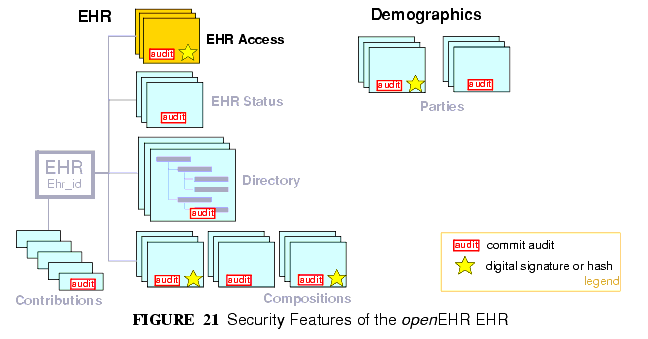 EHR
Demographics
EHR Access
audit
audit
audit
Parties
EHR Status
audit
EHR
Ehr_id
Directory
audit
audit
audit
audit
audit
Contributions
Compositions
audit commit audit
digital signature or hash
legend
FIGURE 21 Security Features of the openEHR EHR